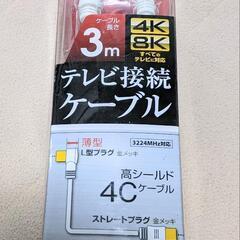 ケーブル
長さ
3m
4K
8K
すべての
テレビに対応
テレビ接続
ケーブル
薄型
3224MHz対応
L型プラグ 金メッキ
高シールド
4Cケーブル
ストレートプラグ 金メッキ